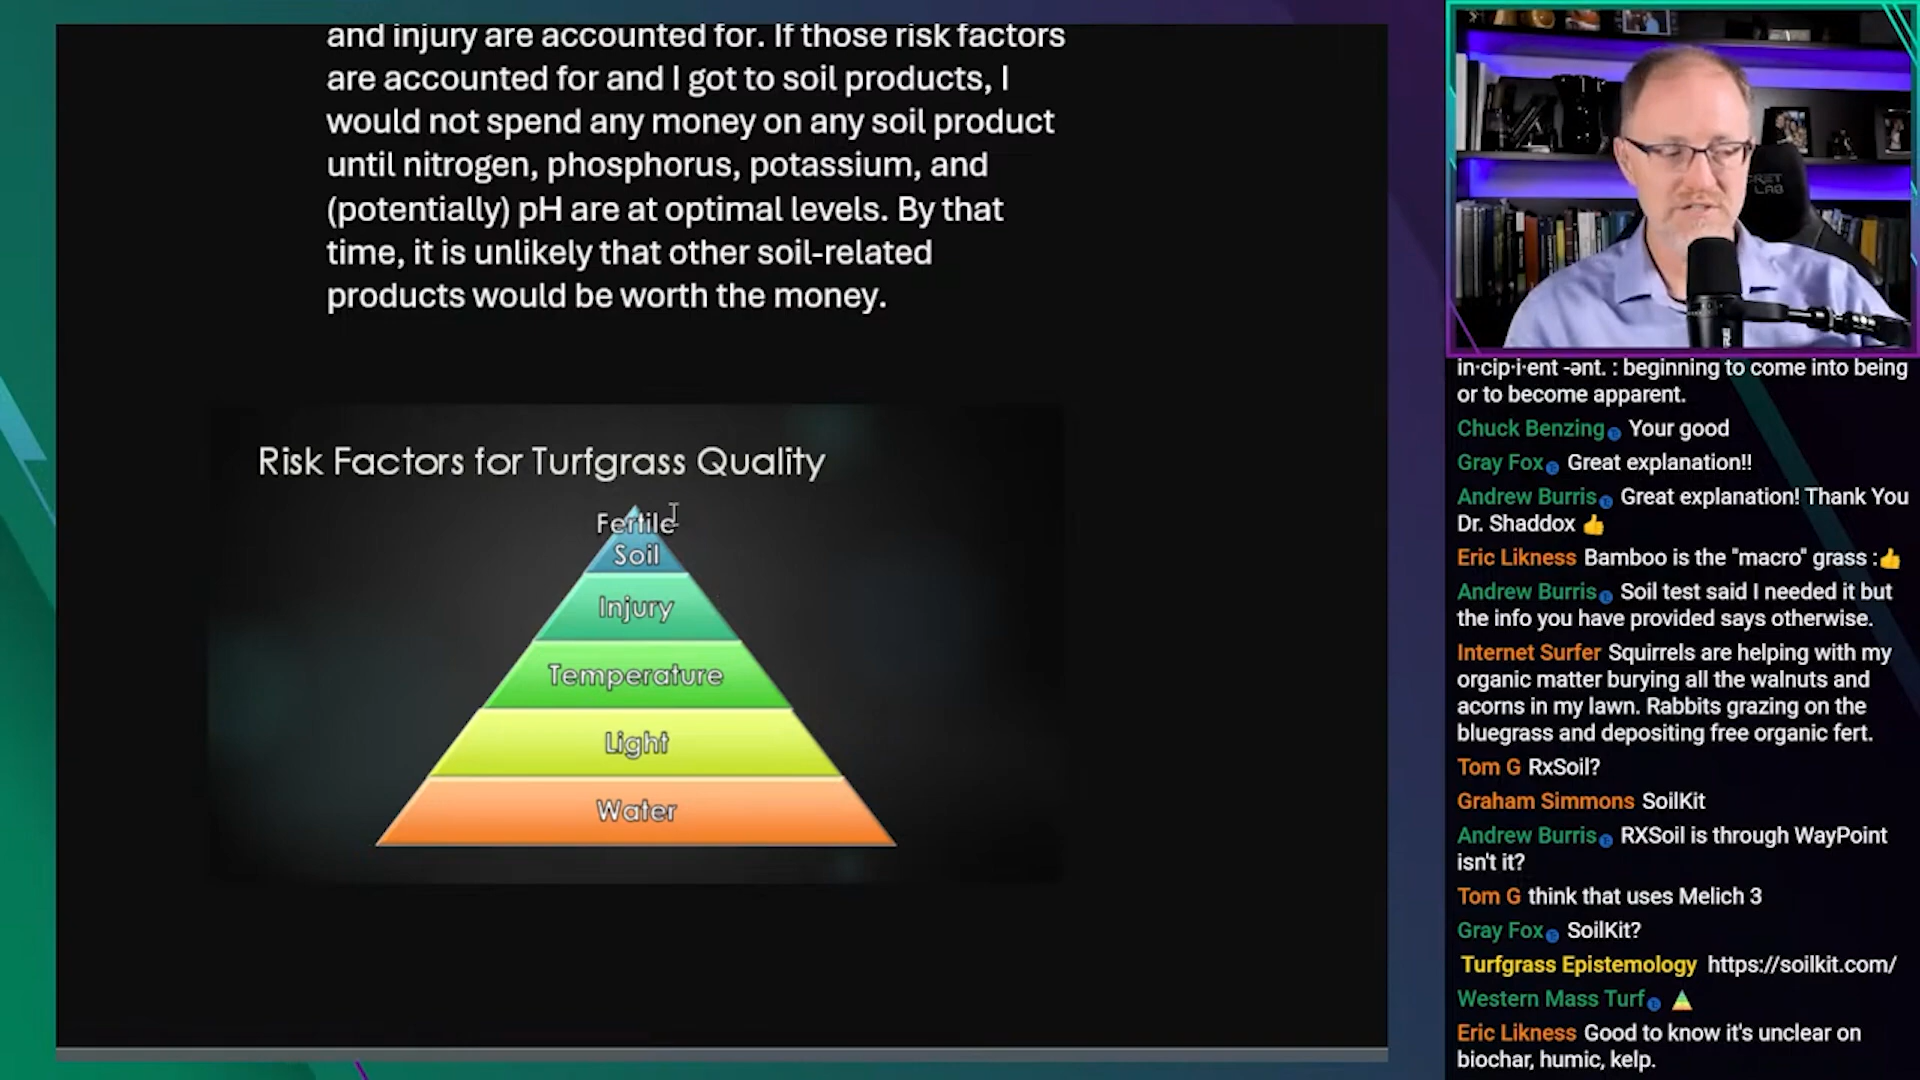 and injury are accounted for. If those risk factors
are accounted for and I got to soil products, I
would not spend any money on any soil product
until nitrogen, phosphorus, potassium, and
(potentially) pH are at optimal levels. By that
time, it is unlikely that other soil-related
products would be worth the money.
Risk Factors for Turfgrass Quality
Fertile
Soil
Injury
Temperature
Light
Water
in·cip·i·ent -ənt. : beginning to come into being
or to become apparent.
Chuck Benzing Your good
Gray Fox Great explanation!!
Andrew Burris Great explanation! Thank You
Dr. Shaddox 👍
Eric Likness Bamboo is the "macro" grass :👍
Andrew Burris Soil test said I needed it but
the info you have provided says otherwise.
Internet Surfer Squirrels are helping with my
organic matter burying all the walnuts and
acorns in my lawn. Rabbits grazing on the
bluegrass and depositing free organic fert.
Tom G RxSoil?
Graham Simmons SoilKit
Andrew Burris RXSoil is through WayPoint
isn't it?
Tom G think that uses Melich 3
Gray Fox SoilKit?
Turfgrass Epistemology https://soilkit.com/
Western Mass Turf
Eric Likness Good to know it's unclear on
biochar, humic, kelp.